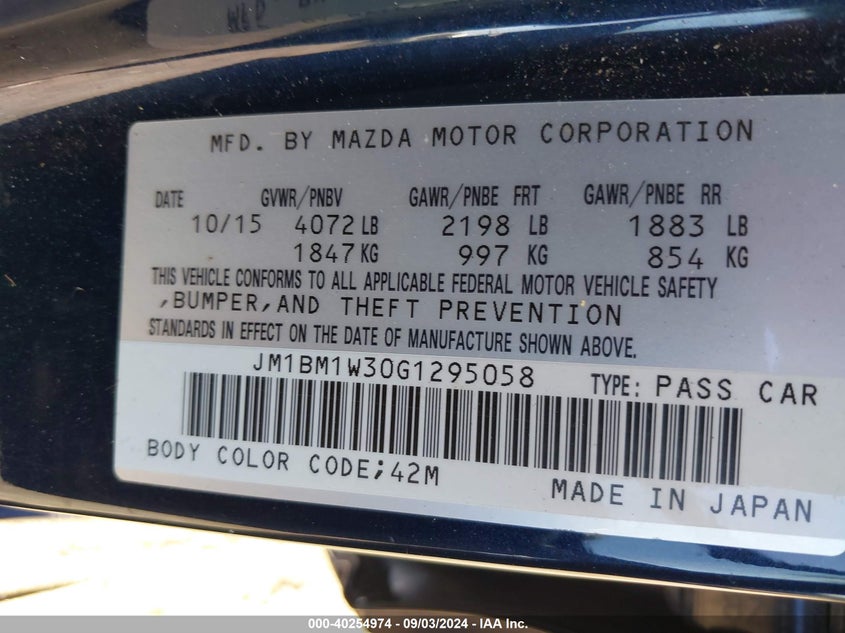 MFD. BY MAZDA MOTOR CORPORATION
DATE GVWR/PNBV GAWR/PNBE FRT GAWR/PNBE RR
10/15 4072 LB 2198 LB 1883 LB
1847 KG 997 KG 854 KG
THIS VEHICLE CONFORMS TO ALL APPLICABLE FEDERAL MOTOR VEHICLE SAFETY
,BUMPER,AND THEFT PREVENTION
STANDARDS IN EFFECT ON THE DATE OF MANUFACTURE SHOWN ABOVE.
JM1BM1W30G1295058 TYPE: PASS CAR
BODY COLOR CODE;42M
MADE IN JAPAN
000-40254974 - 09/03/2024 - IAA Inc.